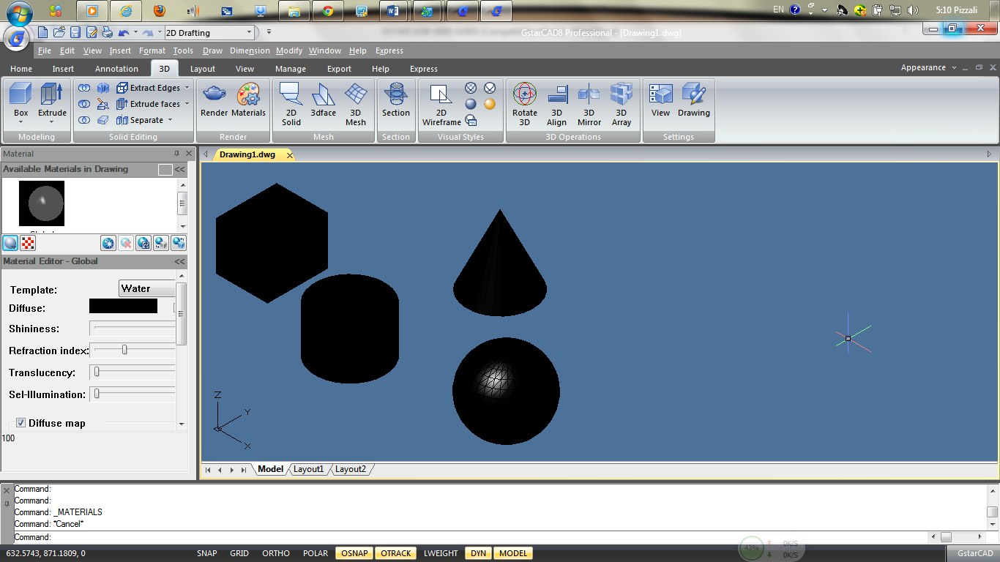 EN
5:10 Pizzali
2D Drafting
GstarCAD8 Professional - [Drawing1.dwg]
File Edit View Insert Format Tools Draw Dimension Modify Window Help Express
Home Insert Annotation 3D Layout View Manage Export Help Express Appearance
Extract Edges
Extrude faces
Separate
Box Extrude Render Materials 2D Solid 3dface 3D Mesh Section 2D Wireframe Rotate 3D 3D Align 3D Mirror 3D Array View Drawing
Modeling Solid Editing Render Mesh Section Visual Styles 3D Operations Settings
Material
Drawing1.dwg
Available Materials in Drawing <<
Material Editor - Global <<
Template: Water
Diffuse:
Shininess:
Refraction index:
Translucency:
Sel-Illumination:
Diffuse map
100
Z
Y
X
Model Layout1 Layout2
Command:
Command:
Command: _MATERIALS
Command: *Cancel*
Command:
632.5743, 871.1809, 0 SNAP GRID ORTHO POLAR OSNAP OTRACK LWEIGHT DYN MODEL 43% 0K/S GstarCAD
0K/S